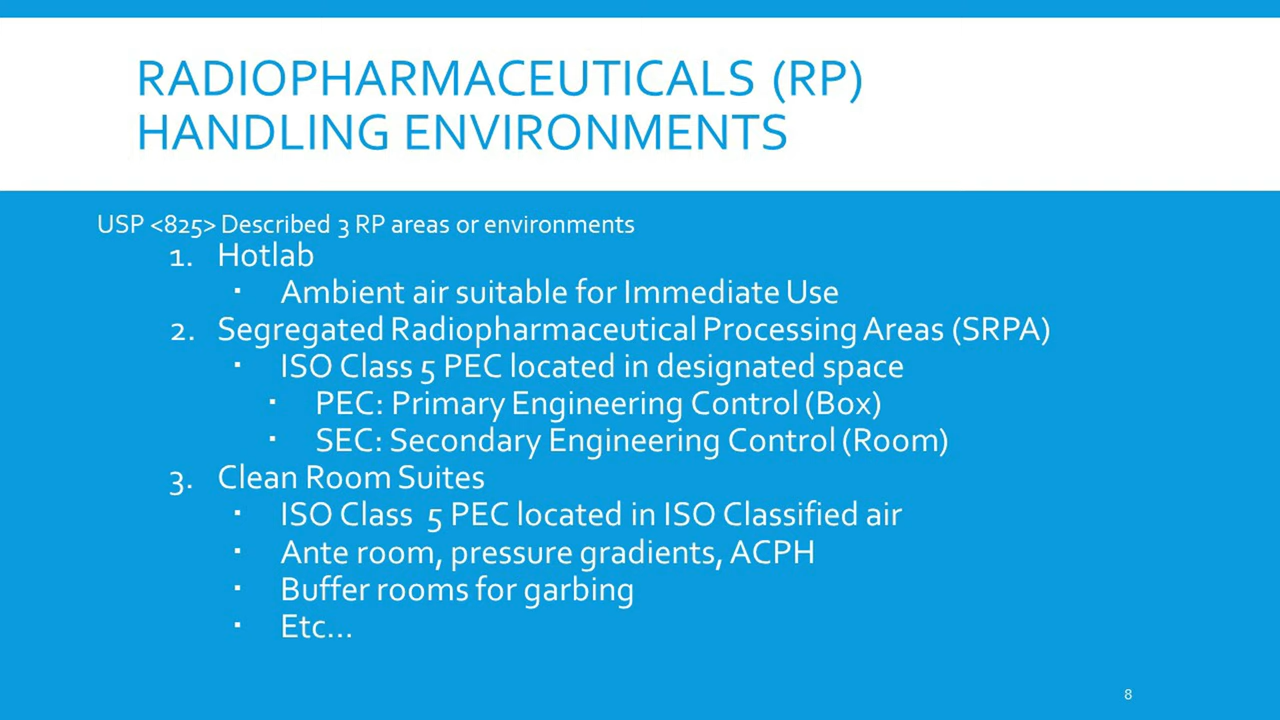 RADIOPHARMACEUTICALS (RP)
HANDLING ENVIRONMENTS
USP <825> Described 3 RP areas or environments
1. Hotlab
▪ Ambient air suitable for Immediate Use
2. Segregated Radiopharmaceutical Processing Areas (SRPA)
▪ ISO Class 5 PEC located in designated space
▪ PEC: Primary Engineering Control (Box)
▪ SEC: Secondary Engineering Control (Room)
3. Clean Room Suites
▪ ISO Class 5 PEC located in ISO Classified air
▪ Ante room, pressure gradients, ACPH
▪ Buffer rooms for garbing
▪ Etc...
8